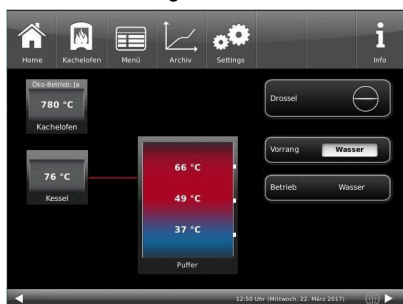 Home
Kachelofen
Menü
Archiv
Settings
Info
Öko-Betrieb: Ja
780 °C
Kachelofen
76 °C
Kessel
66 °C
49 °C
37 °C
Puffer
Drossel
Vorrang Wasser
Betrieb Wasser
12:50 Uhr (Mittwoch, 22. März 2017)